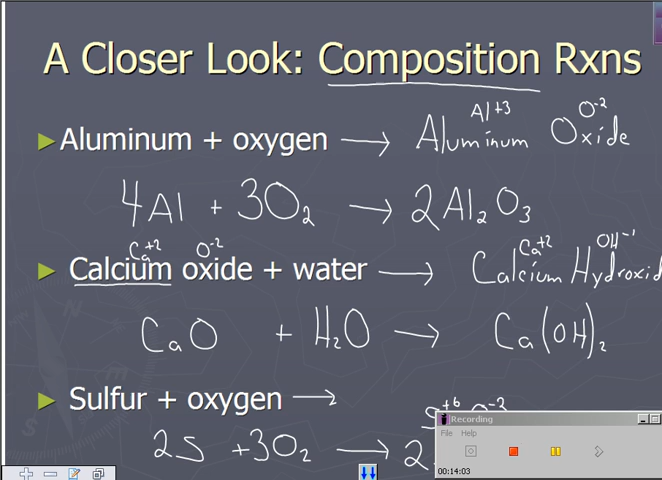 A Closer Look: Composition Rxns
Al+3 O-2
►Aluminum + oxygen → Aluminum Oxide
4Al + 3O₂ → 2Al₂O₃
Ca+2 O-2 Ca+2 OH-1
► Calcium oxide + water → Calcium Hydroxid
CaO + H₂O → Ca(OH)₂
► Sulfur + oxygen →
S+6 O-2
2S +3O₂ → 2
Recording
File Help
00:14:03